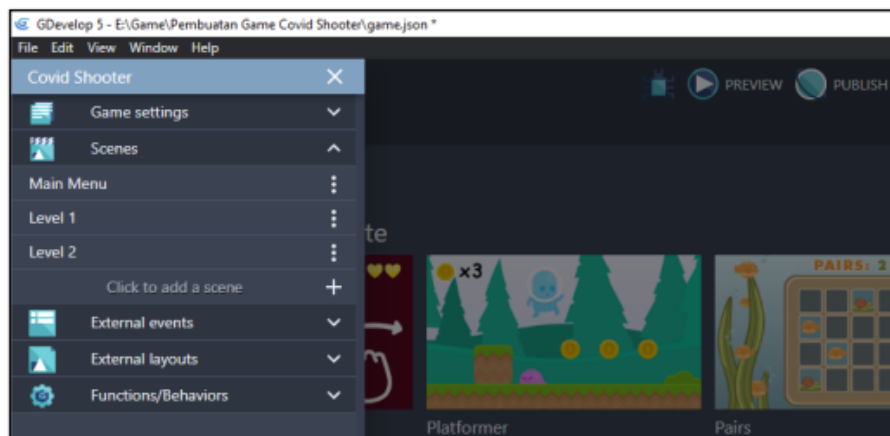 GDevelop 5 - E:\Game\Pembuatan Game Covid Shooter\game.json *
File Edit View Window Help
Covid Shooter
PREVIEW PUBLISH
Game settings
Scenes
Main Menu
Level 1
Level 2
te
Click to add a scene
×3
PAIRS: 2
External events
External layouts
Functions/Behaviors
Platformer
Pairs